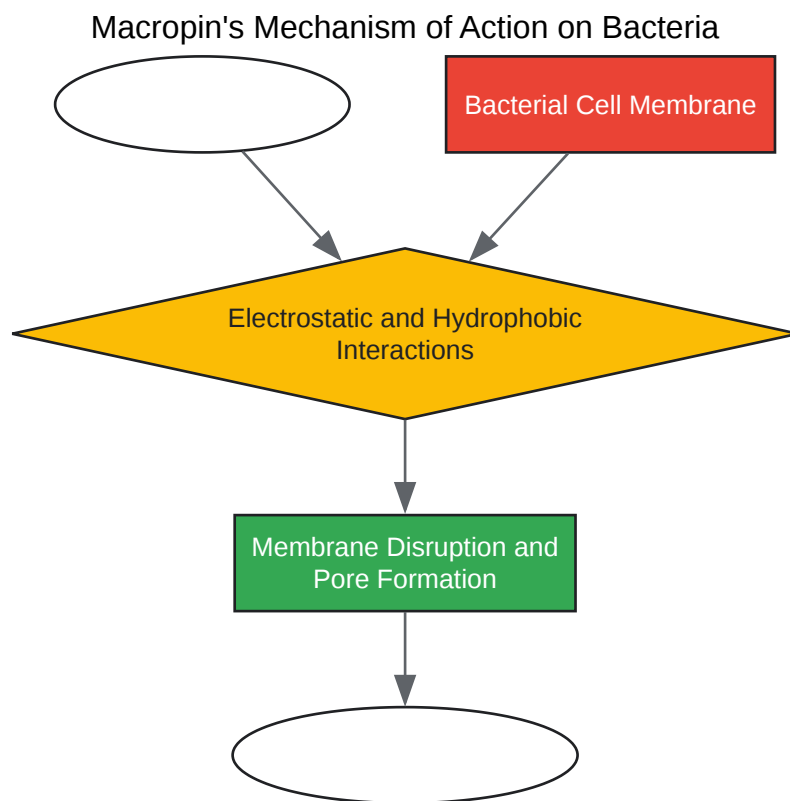 Macropin's Mechanism of Action on Bacteria
Bacterial Cell Membrane
Electrostatic and Hydrophobic
Interactions
Membrane Disruption and
Pore Formation